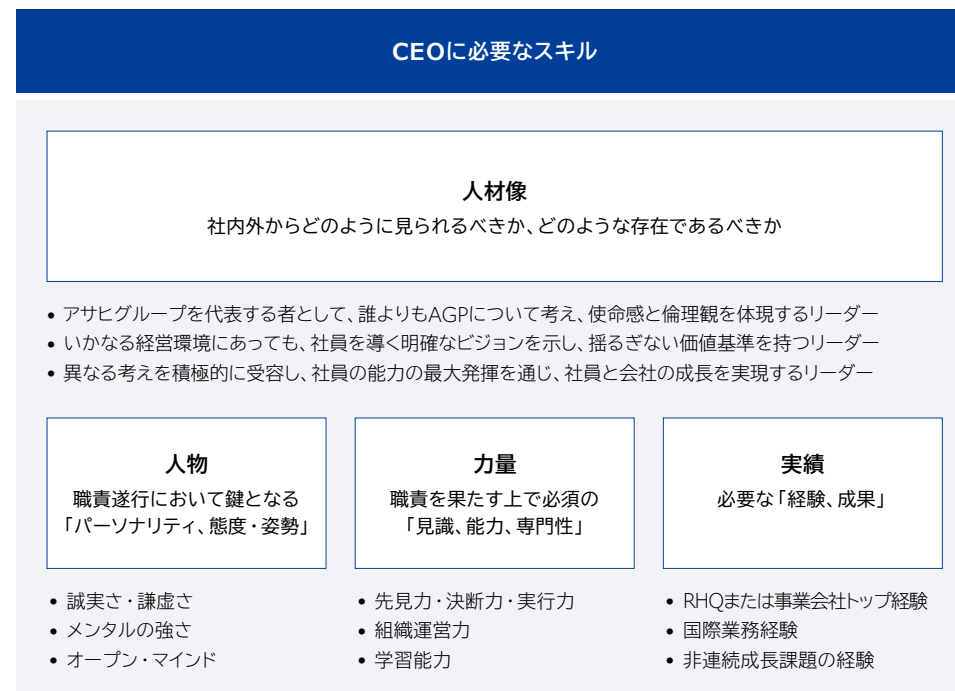 CEOに必要なスキル
人材像
社内外からどのように見られるべきか、どのような存在であるべきか
• アサヒグループを代表する者として、誰よりもAGPについて考え、使命感と倫理観を体現するリーダー
• いかなる経営環境にあっても、社員を導く明確なビジョンを示し、揺るぎない価値基準を持つリーダー
• 異なる考えを積極的に受容し、社員の能力の最大発揮を通じ、社員と会社の成長を実現するリーダー
人物
職責遂行において鍵となる
「パーソナリティ、態度・姿勢」
• 誠実さ・謙虚さ
• メンタルの強さ
• オープン・マインド
力量
職責を果たす上で必須の
「見識、能力、専門性」
• 先見力・決断力・実行力
• 組織運営力
• 学習能力
実績
必要な「経験、成果」
• RHQまたは事業会社トップ経験
• 国際業務経験
• 非連続成長課題の経験